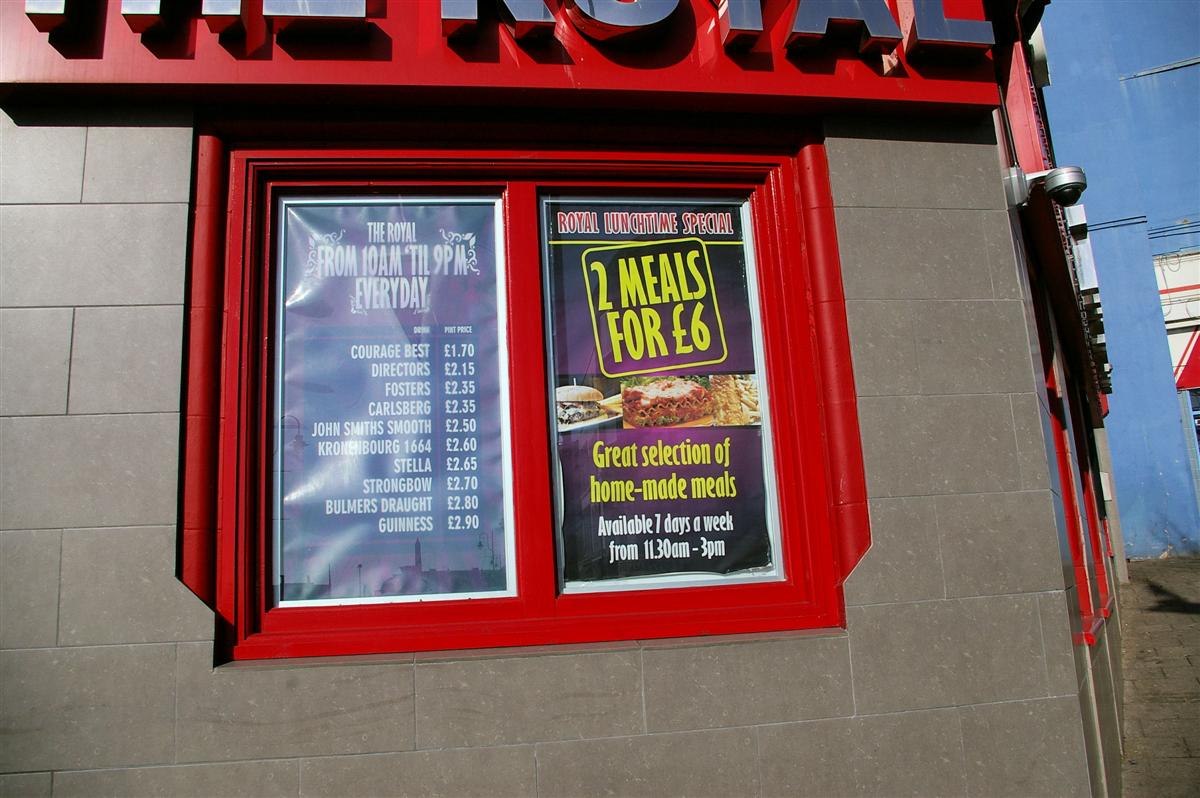 THE ROYAL
THE ROYAL
FROM 10AM 'TIL 9PM
EVERYDAY
DRINK PINT PRICE
COURAGE BEST £1.70
DIRECTORS £2.15
FOSTERS £2.35
CARLSBERG £2.35
JOHN SMITHS SMOOTH £2.50
KRONENBOURG 1664 £2.60
STELLA £2.65
STRONGBOW £2.70
BULMERS DRAUGHT £2.80
GUINNESS £2.90
ROYAL LUNCHTIME SPECIAL
2 MEALS
FOR £6
Great selection of
home-made meals
Available 7 days a week
from 11.30am - 3pm